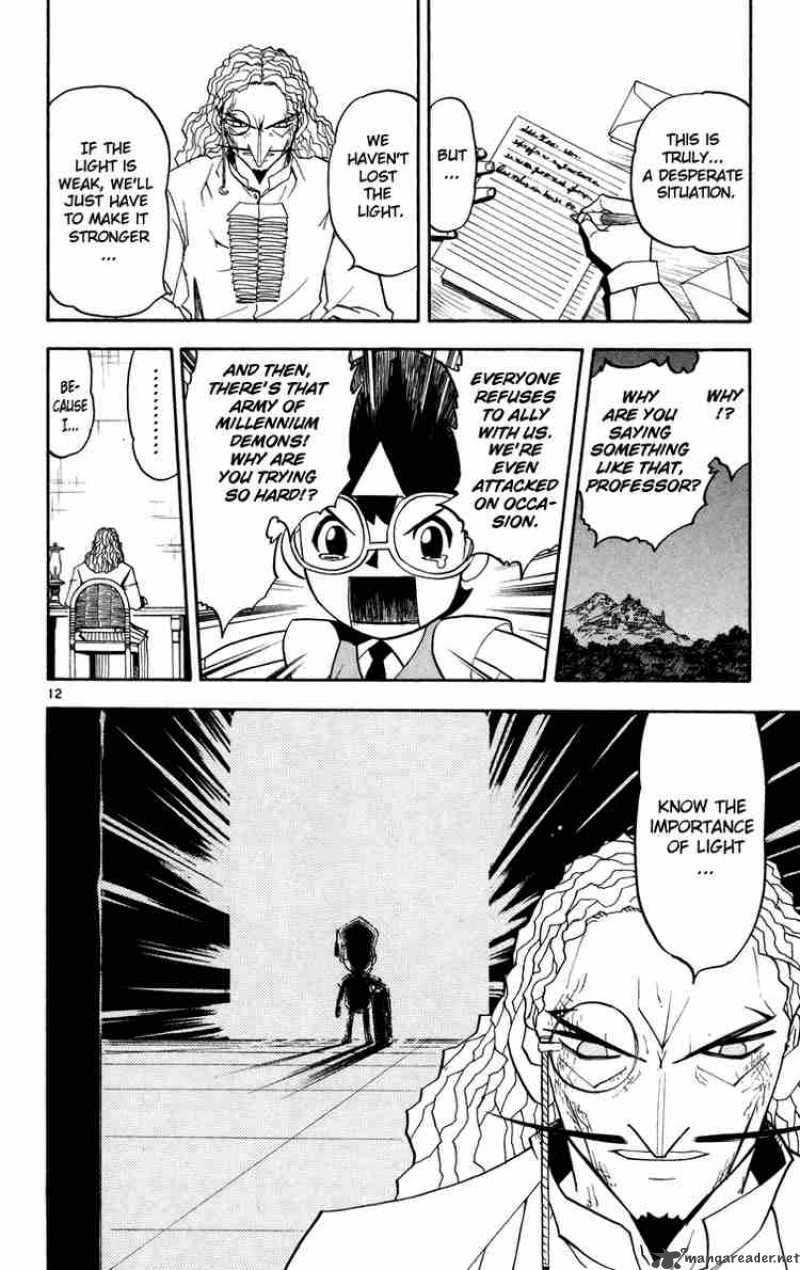 THIS IS
TRULY...
A DESPERATE
SITUATION.
BUT
...
WE
HAVEN'T
LOST
THE
LIGHT.
IF THE
LIGHT IS
WEAK, WE'LL
JUST HAVE
TO MAKE IT
STRONGER
...
WHY
!?
WHY
ARE YOU
SAYING
SOMETHING
LIKE THAT,
PROFESSOR?
EVERYONE
REFUSES
TO ALLY
WITH US.
WE'RE
EVEN
ATTACKED
ON OCCA-
SION.
AND THEN,
THERE'S THAT
ARMY OF
MILLENNIUM
DEMONS!
WHY ARE
YOU TRYING
SO HARD!?
.........
BE-
CAUSE
I...
12
KNOW THE
IMPORTANCE
OF LIGHT
...
mangareader.net